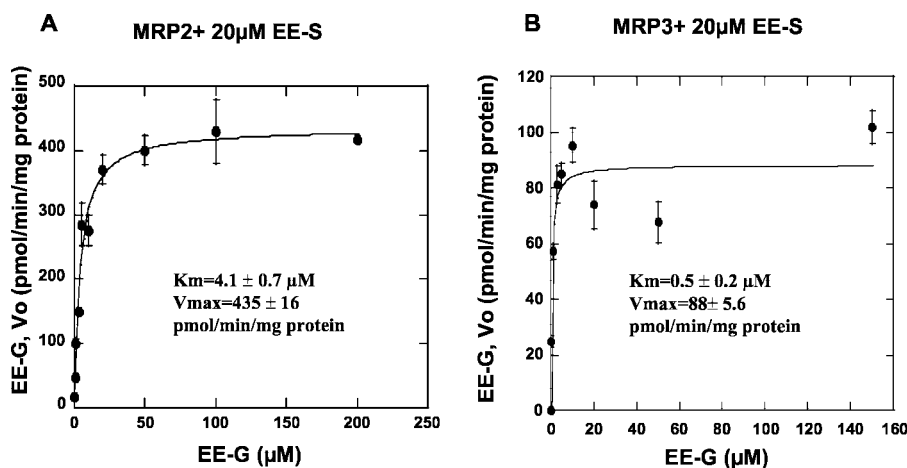 A
MRP2+ 20µM EE-S
EE-G, Vo (pmol/min/mg protein)
500
400
300
200
100
0
Km=4.1 ± 0.7 µM
Vmax=435 ± 16
pmol/min/mg protein
0 50 100 150 200 250
EE-G (µM)
B
MRP3+ 20µM EE-S
EE-G, Vo (pmol/min/mg protein)
120
100
80
60
40
20
0
Km=0.5 ± 0.2 µM
Vmax=88± 5.6
pmol/min/mg protein
0 20 40 60 80 100 120 140 160
EE-G (µM)